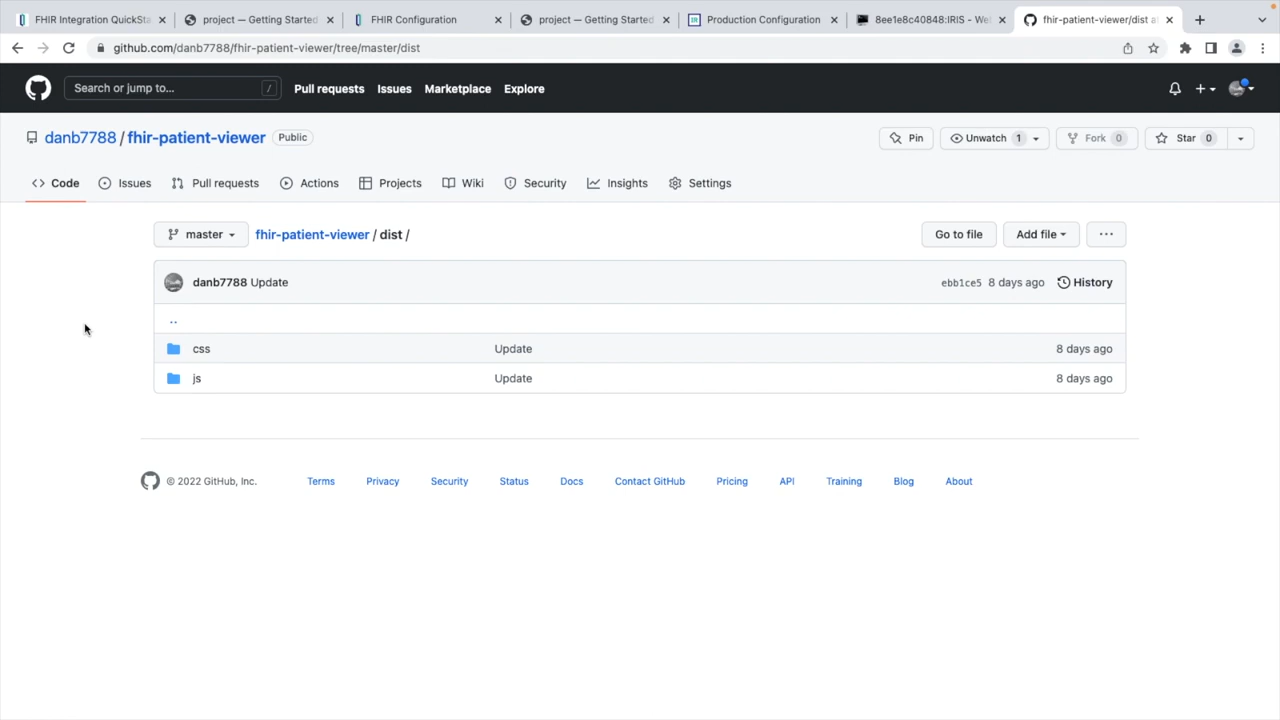 FHIR Integration QuickSta
project — Getting Started
FHIR Configuration
project — Getting Started
Production Configuration
8ee1e8c40848:IRIS - We
fhir-patient-viewer/dist a
github.com/danb7788/fhir-patient-viewer/tree/master/dist
Search or jump to... /
Pull requests
Issues
Marketplace
Explore
danb7788 / fhir-patient-viewer Public
Pin
Unwatch 1
Fork 0
Star 0
Code
Issues
Pull requests
Actions
Projects
Wiki
Security
Insights
Settings
master
fhir-patient-viewer / dist /
Go to file
Add file
...
danb7788 Update
ebb1ce5 8 days ago History
..
css Update 8 days ago
js Update 8 days ago
© 2022 GitHub, Inc. Terms Privacy Security Status Docs Contact GitHub Pricing API Training Blog About